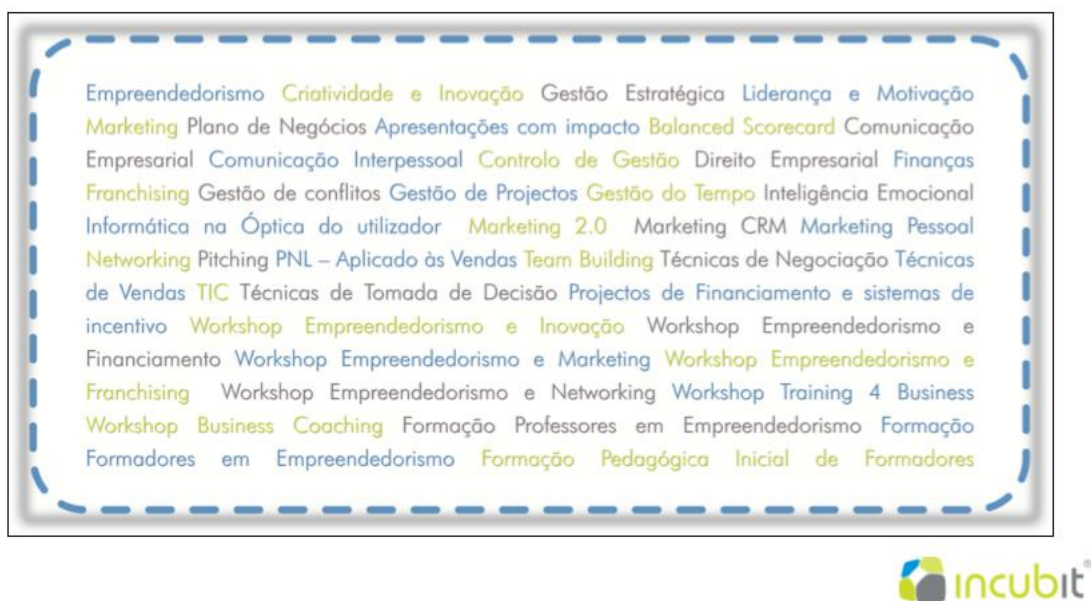 Empreendedorismo Criatividade e Inovação Gestão Estratégica Liderança e Motivação
Marketing Plano de Negócios Apresentações com impacto Balanced Scorecard Comunicação
Empresarial Comunicação Interpessoal Controlo de Gestão Direito Empresarial Finanças
Franchising Gestão de conflitos Gestão de Projectos Gestão do Tempo Inteligência Emocional
Informática na Óptica do utilizador Marketing 2.0 Marketing CRM Marketing Pessoal
Networking Pitching PNL – Aplicado às Vendas Team Building Técnicas de Negociação Técnicas
de Vendas TIC Técnicas de Tomada de Decisão Projectos de Financiamento e sistemas de
incentivo Workshop Empreendedorismo e Inovação Workshop Empreendedorismo e
Financiamento Workshop Empreendedorismo e Marketing Workshop Empreendedorismo e
Franchising Workshop Empreendedorismo e Networking Workshop Training 4 Business
Workshop Business Coaching Formação Professores em Empreendedorismo Formação
Formadores em Empreendedorismo Formação Pedagógica Inicial de Formadores
incubit®